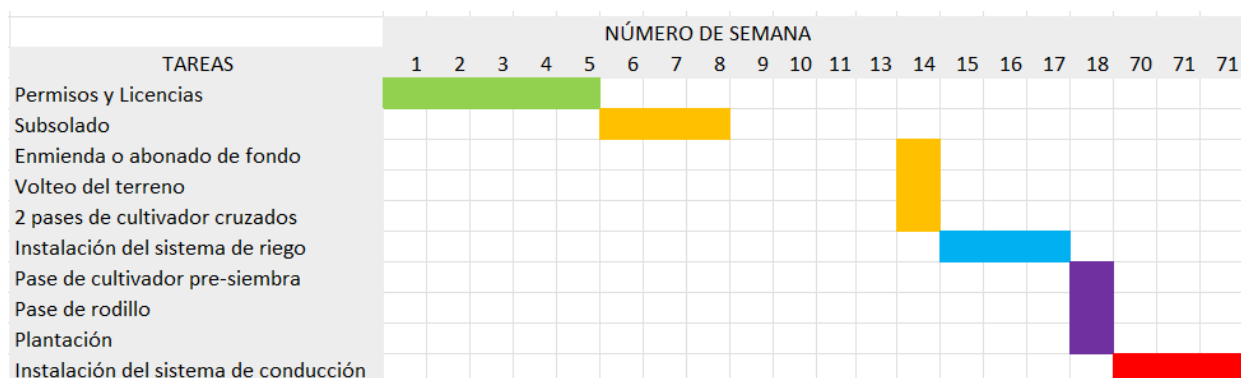 NÚMERO DE SEMANA
TAREAS 1 2 3 4 5 6 7 8 9 10 11 13 14 15 16 17 18 70 71 71
Permisos y Licencias
Subsolado
Enmienda o abonado de fondo
Volteo del terreno
2 pases de cultivador cruzados
Instalación del sistema de riego
Pase de cultivador pre-siembra
Pase de rodillo
Plantación
Instalación del sistema de conducción